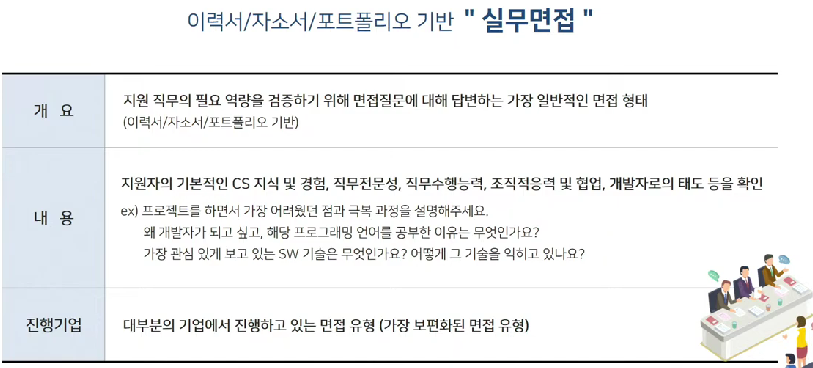 이력서/자소서/포트폴리오 기반 " 실무면접 "
개 요
지원 직무의 필요 역량을 검증하기 위해 면접질문에 대해 답변하는 가장 일반적인 면접 형태
(이력서/자소서/포트폴리오 기반)
내 용
지원자의 기본적인 CS 지식 및 경험, 직무전문성, 직무수행능력, 조직적응력 및 협업, 개발자로의 태도 등을 확인
ex) 프로젝트를 하면서 가장 어려웠던 점과 극복 과정을 설명해주세요.
왜 개발자가 되고 싶고, 해당 프로그래밍 언어를 공부한 이유는 무엇인가요?
가장 관심 있게 보고 있는 SW 기술은 무엇인가요? 어떻게 그 기술을 익히고 있나요?
진행기업
대부분의 기업에서 진행하고 있는 면접 유형 (가장 보편화된 면접 유형)